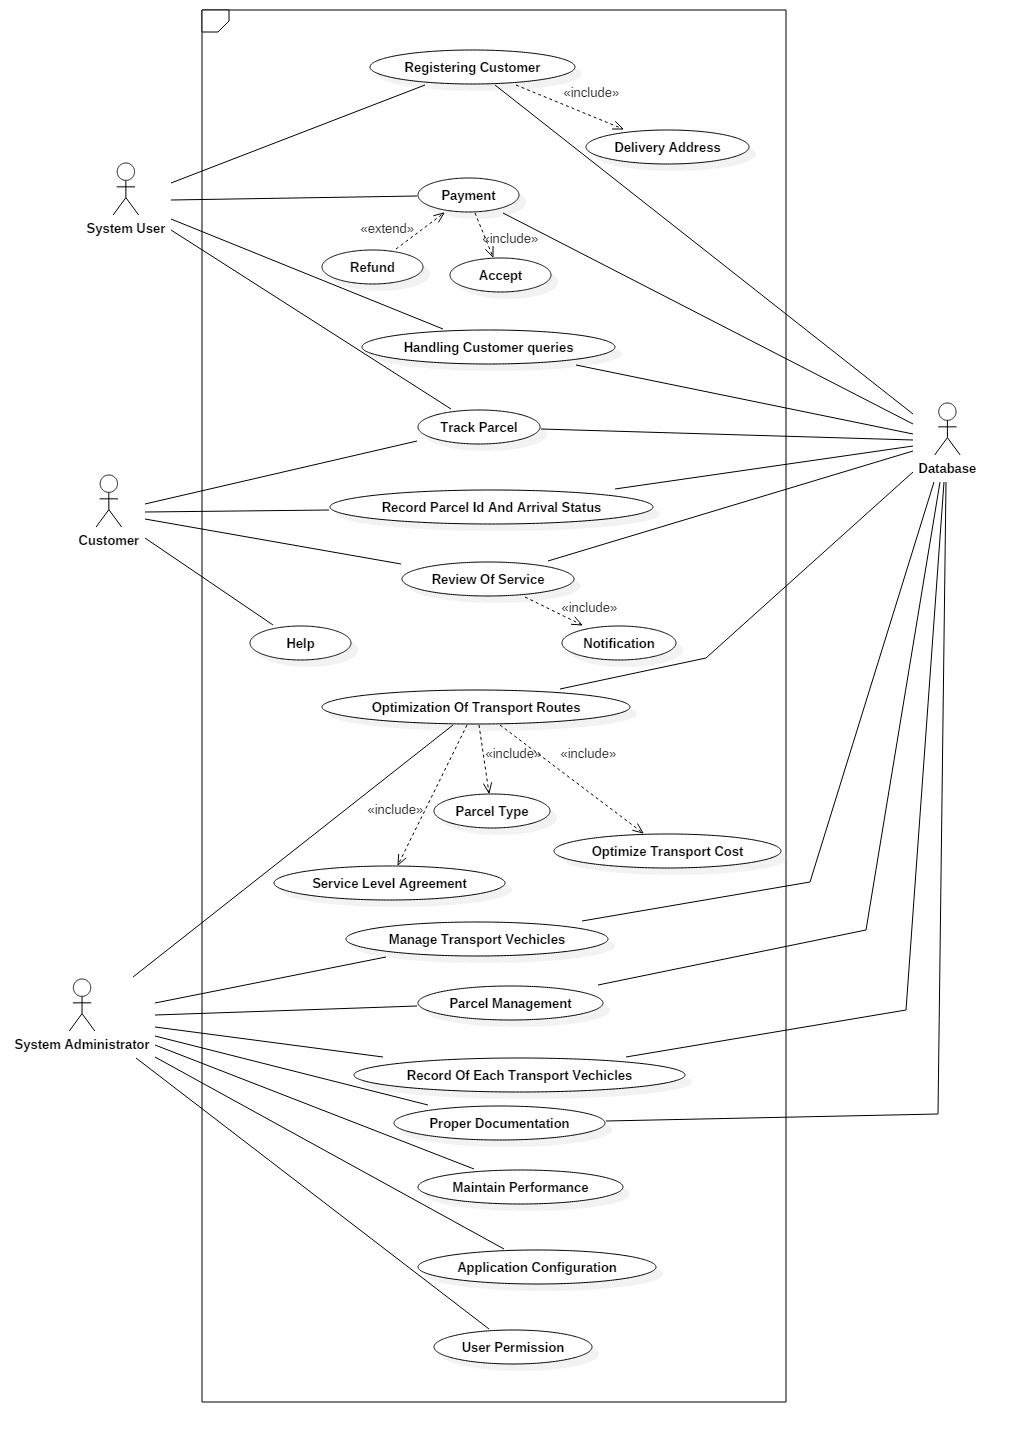 Registering Customer
«include»
Delivery Address
System User
Payment
«extend»
«include»
Refund
Accept
Handling Customer queries
Track Parcel
Database
Customer
Record Parcel Id And Arrival Status
Review Of Service
«include»
Help
Notification
Optimization Of Transport Routes
«include»
«include»
«include»
Parcel Type
Optimize Transport Cost
Service Level Agreement
Manage Transport Vechicles
Parcel Management
System Administrator
Record Of Each Transport Vechicles
Proper Documentation
Maintain Performance
Application Configuration
User Permission